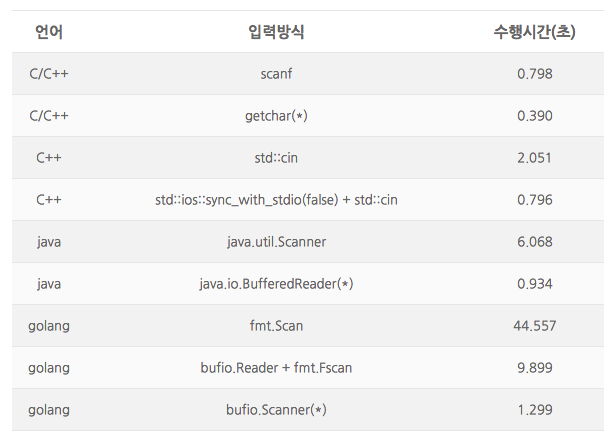 언어 입력방식 수행시간(초)
C/C++ scanf 0.798
C/C++ getchar(*) 0.390
C++ std::cin 2.051
C++ std::ios::sync_with_stdio(false) + std::cin 0.796
java java.util.Scanner 6.068
java java.io.BufferedReader(*) 0.934
golang fmt.Scan 44.557
golang bufio.Reader + fmt.Fscan 9.899
golang bufio.Scanner(*) 1.299